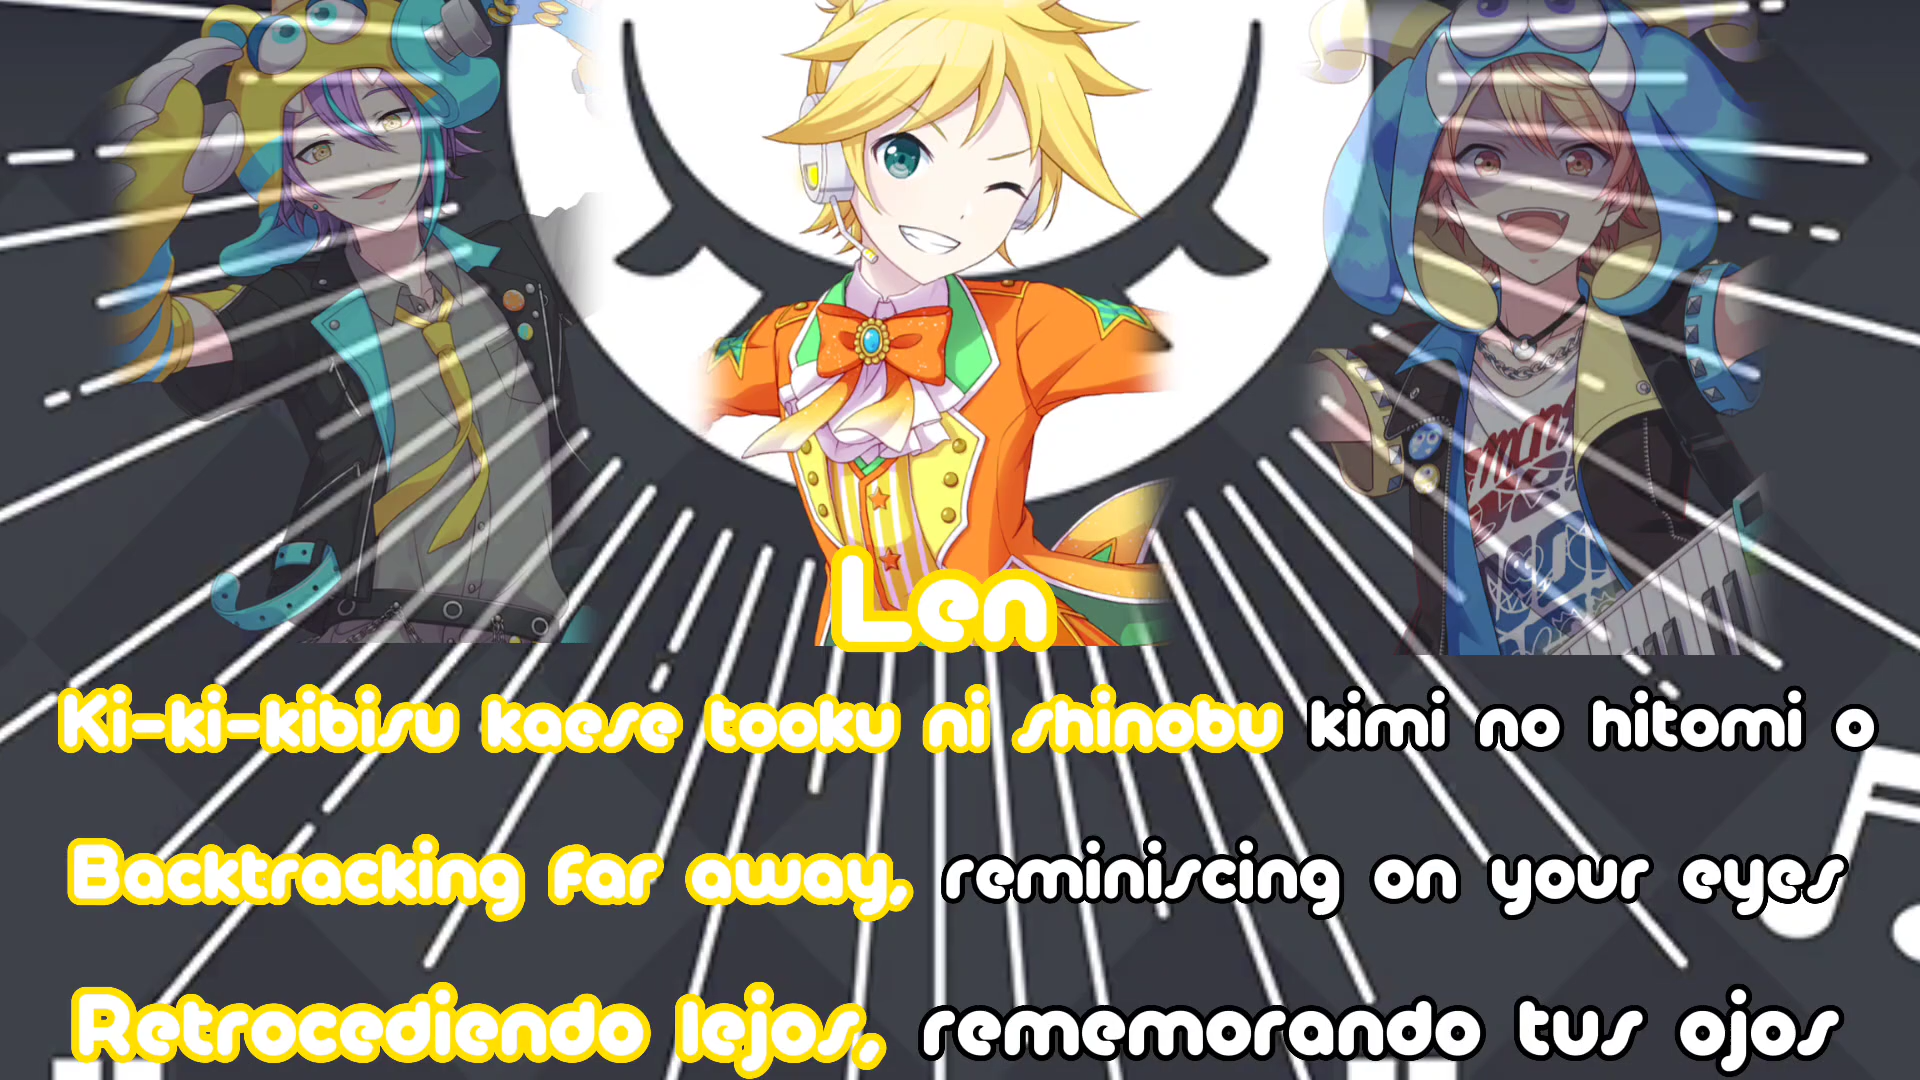 Len
Ki-ki-kibisu kaese tooku ni shinobu kimi no hitomi o
Backtracking far away, reminiscing on your eyes
Retrocediendo lejos, rememorando tus ojos